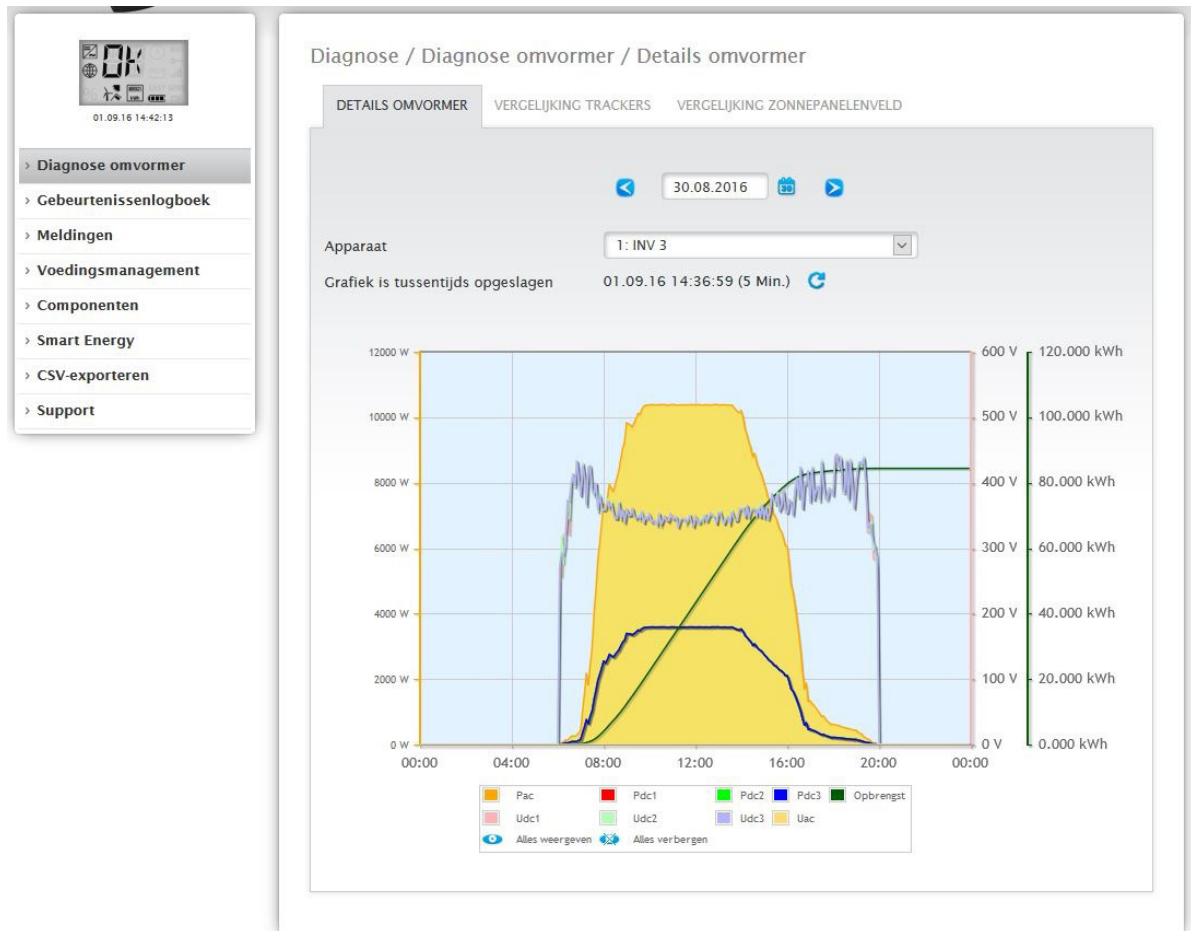 OK
01.09.16 14:42:13
Diagnose omvormer
Gebeurtenissenlogboek
Meldingen
Voedingsmanagement
Componenten
Smart Energy
CSV-exporteren
Support
Diagnose / Diagnose omvormer / Details omvormer
DETAILS OMVORMER VERGELIJKING TRACKERS VERGELIJKING ZONNEPANELENVELD
30.08.2016 30
Apparaat 1: INV 3
Grafiek is tussentijds opgeslagen 01.09.16 14:36:59 (5 Min.)
12000 W 600 V 120.000 kWh
10000 W 500 V 100.000 kWh
8000 W 400 V 80.000 kWh
6000 W 300 V 60.000 kWh
4000 W 200 V 40.000 kWh
2000 W 100 V 20.000 kWh
0 W 0 V 0.000 kWh
00:00 04:00 08:00 12:00 16:00 20:00 00:00
Pac Pdc1 Pdc2 Pdc3 Opbrengst
Udc1 Udc2 Udc3 Uac
Alles weergeven Alles verbergen